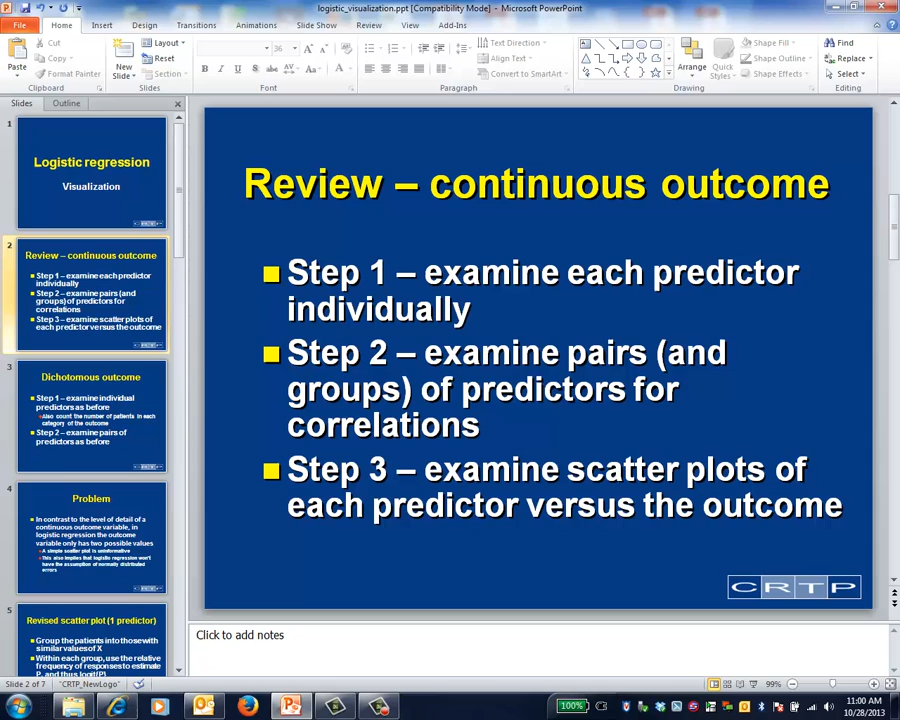 logistic_visualization.ppt [Compatibility Mode] - Microsoft PowerPoint
File Home Insert Design Transitions Animations Slide Show Review View Add-Ins
Cut
Copy
Format Painter
Paste
Clipboard
New
Slide
Layout
Reset
Section
Slides
36
B I U S abc AV Aa A
Font
Text Direction
Align Text
Convert to SmartArt
Paragraph
Arrange
Quick
Styles
Shape Fill
Shape Outline
Shape Effects
Drawing
Find
Replace
Select
Editing
Slides Outline
1
Logistic regression
Visualization
2
Review – continuous outcome
Step 1 – examine each predictor
individually
Step 2 – examine pairs (and
groups) of predictors for
correlations
Step 3 – examine scatter plots of
each predictor versus the outcome
3
Dichotomous outcome
Step 1 – examine individual
predictors as before
Also count the number of patients in each
category of the outcome
Step 2 – examine pairs of
predictors as before
4
Problem
In contrast to the level of detail of a
continuous outcome variable, in
logistic regression the outcome
variable only has two possible values
A simple scatter plot is uninformative
This also implies that logistic regression won't
have the assumption of normally distributed
errors
5
Revised scatter plot (1 predictor)
Group the patients into those with
similar values of X
Within each group, use the relative
frequency of responses to estimate
P, and thus logit(P)
Review – continuous outcome
Step 1 – examine each predictor
individually
Step 2 – examine pairs (and
groups) of predictors for
correlations
Step 3 – examine scatter plots of
each predictor versus the outcome
CRTP
Click to add notes
Slide 2 of 7 "CRTP_NewLogo" 99%
100%
11:00 AM
10/28/2013